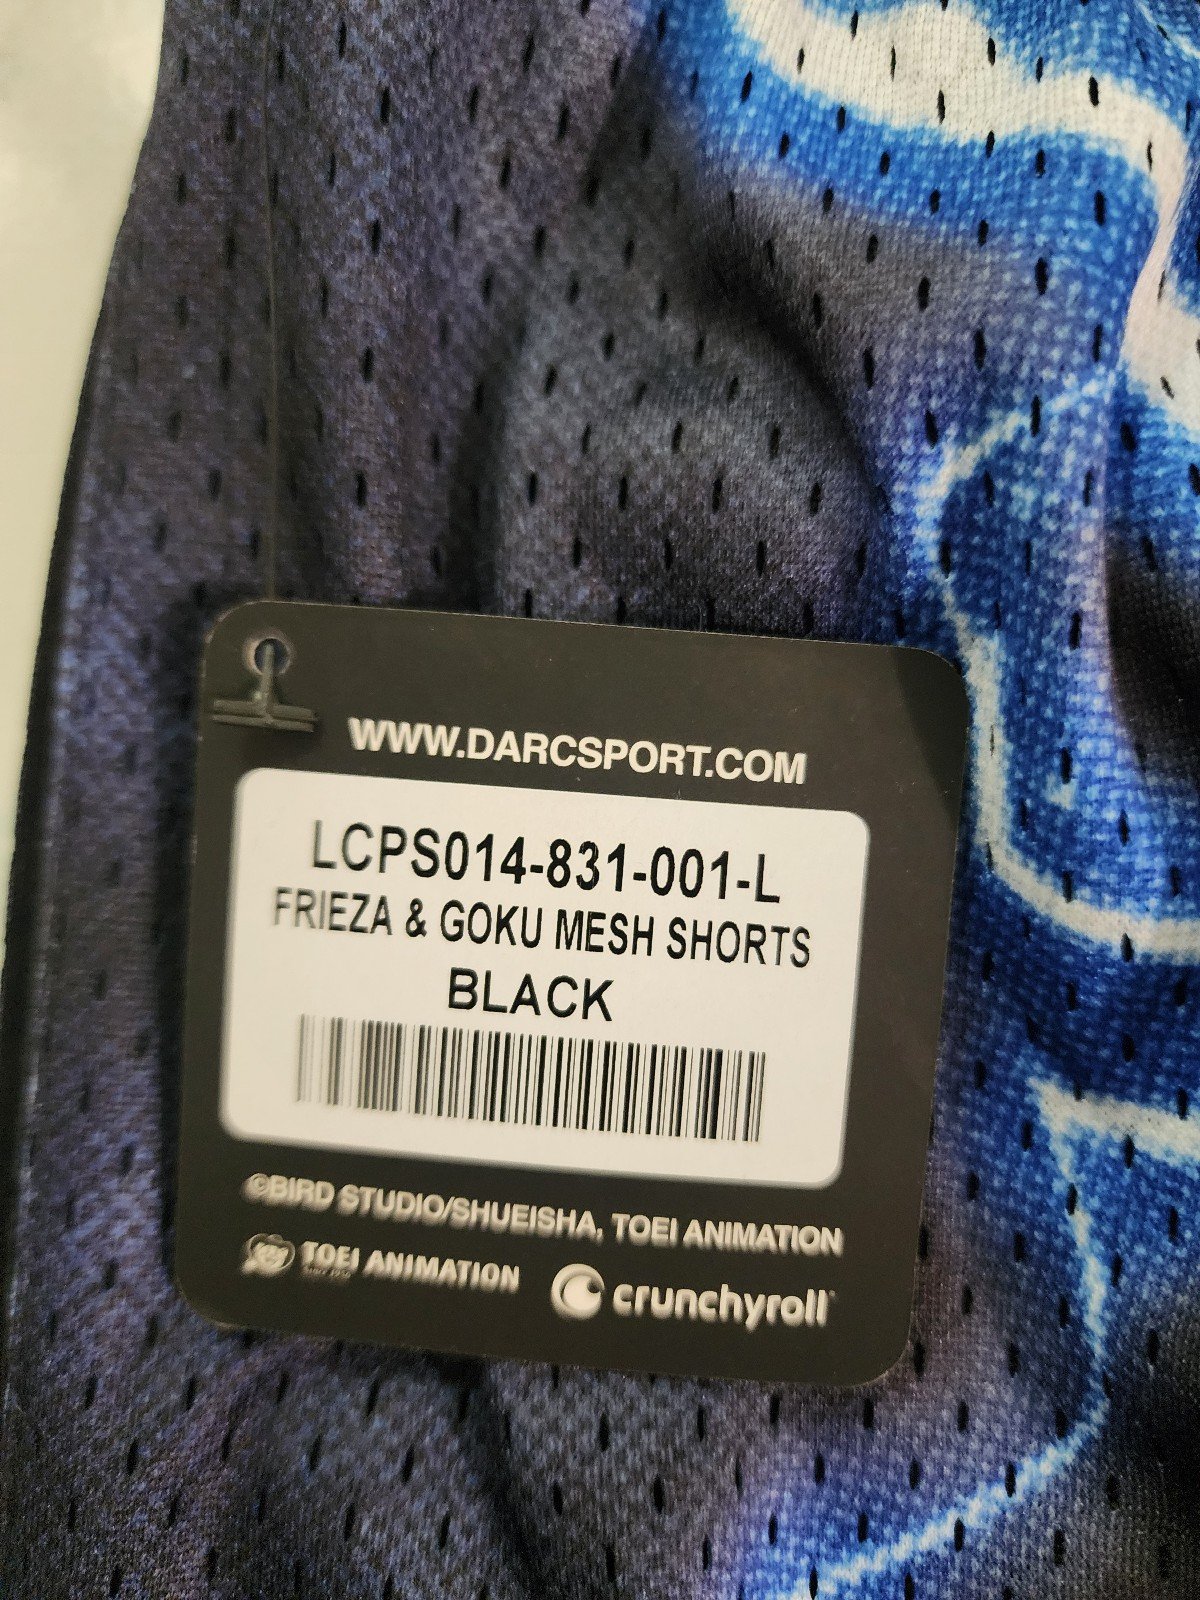 WWW.DARCSPORT.COM
LCPS014-831-001-L
FRIEZA & GOKU MESH SHORTS
BLACK
©BIRD STUDIO/SHUEISHA, TOEI ANIMATION
TOEI ANIMATION
crunchyroll